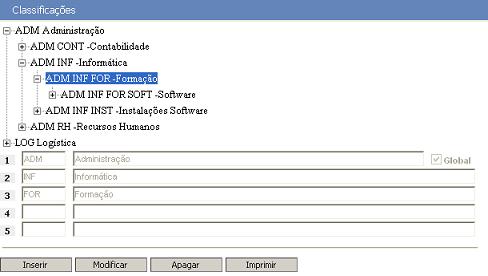 Classificações
ADM Administração
ADM CONT -Contabilidade
ADM INF -Informática
ADM INF FOR -Formação
ADM INF FOR SOFT -Software
ADM INF INST -Instalações Software
ADM RH -Recursos Humanos
LOG Logística
1 ADM Administração Global
2 INF Informática
3 FOR Formação
4
5
Inserir Modificar Apagar Imprimir